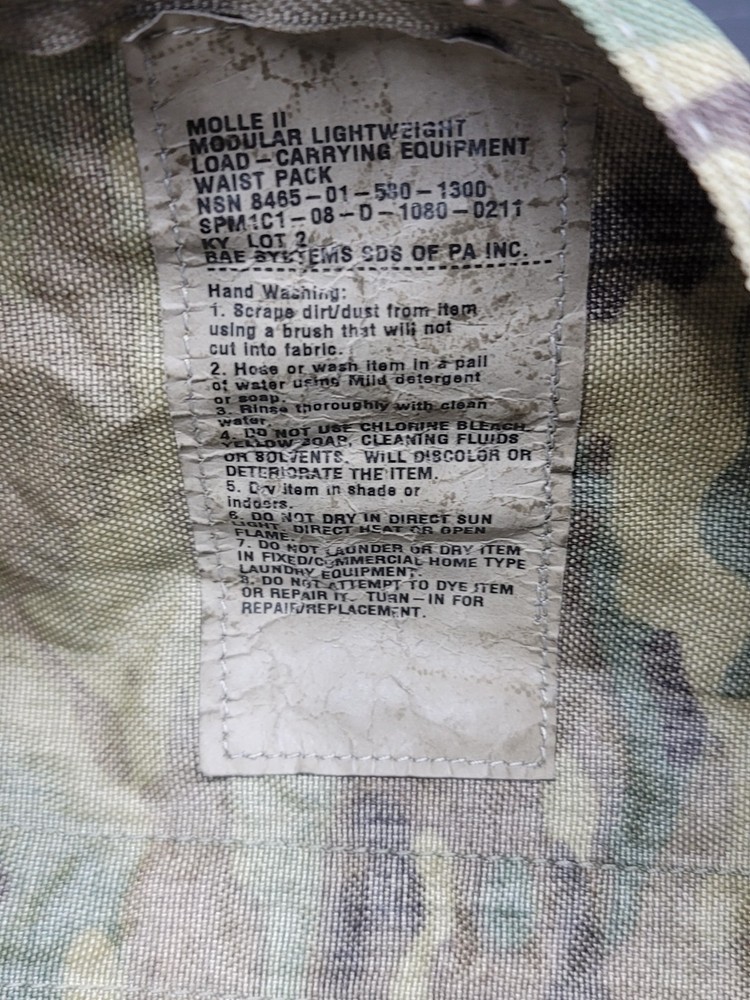 MOLLE II
MODULAR LIGHTWEIGHT
LOAD-CARRYING EQUIPMENT
WAIST PACK
NSN 8465-01-580-1300
SPM1C1-08-D-1080-0211
KY LOT 2
BAE SYSTEMS SDS OF PA INC.
Hand Washing:
1. Scrape dirt/dust from item
using a brush that will not
cut into fabric.
2. Hose or wash item in a pail
of water using Mild detergent
or soap.
3. Rinse thoroughly with clean
water.
4. DO NOT USE CHLORINE BLEACH,
YELLOW SOAP, CLEANING FLUIDS
OR SOLVENTS. WILL DISCOLOR OR
DETERIORATE THE ITEM.
5. Dry item in shade or
indoors.
6. DO NOT DRY IN DIRECT SUN
LIGHT, DIRECT HEAT OR OPEN
FLAME.
7. DO NOT LAUNDER OR DRY ITEM
IN FIXED/COMMERCIAL HOME TYPE
LAUNDRY EQUIPMENT.
8. DO NOT ATTEMPT TO DYE ITEM
OR REPAIR IT. TURN-IN FOR
REPAIR/REPLACEMENT.